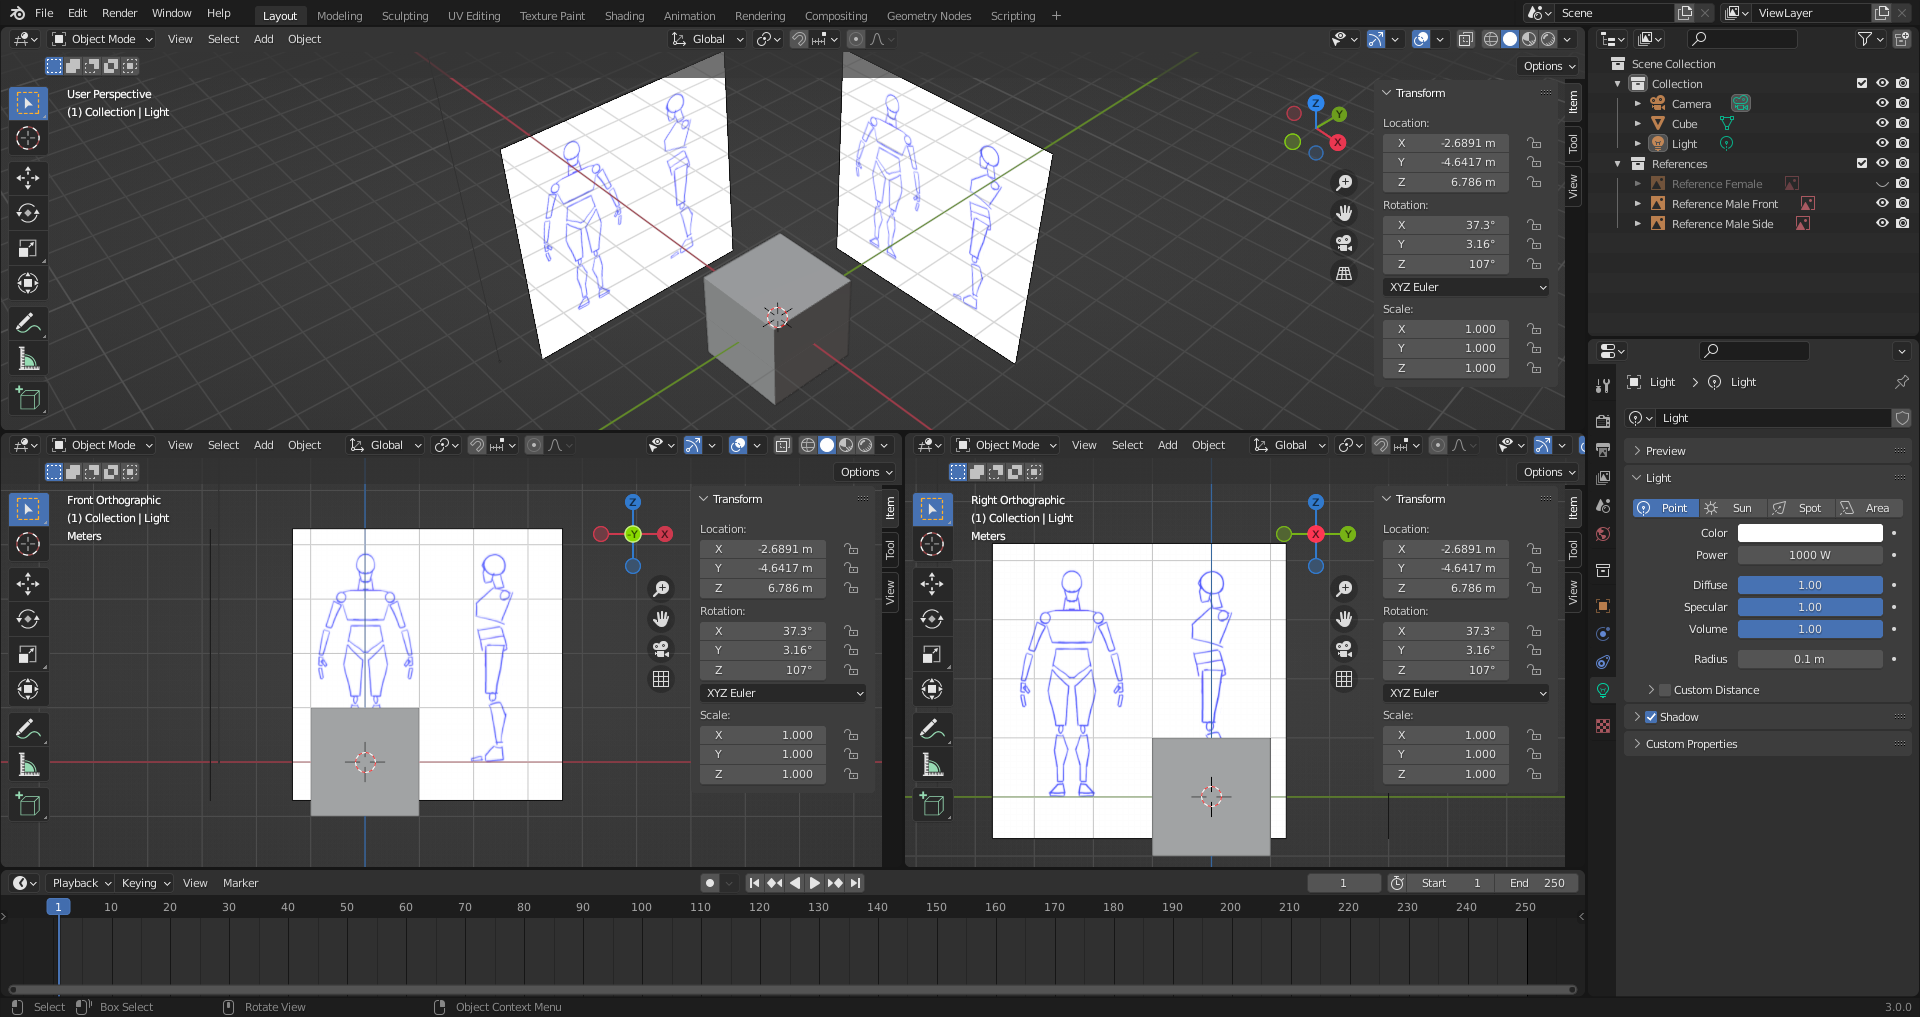 File Edit Render Window Help Layout Modeling Sculpting UV Editing Texture Paint Shading Animation Rendering Compositing Geometry Nodes Scripting + Scene ViewLayer
Object Mode View Select Add Object Global
Options
User Perspective
(1) Collection | Light
Z
Y
X
Transform
Location:
X -2.6891 m
Y -4.6417 m
Z 6.786 m
Rotation:
X 37.3°
Y 3.16°
Z 107°
XYZ Euler
Scale:
X 1.000
Y 1.000
Z 1.000
Item
Tool
View
Scene Collection
Collection
Camera
Cube
Light
References
Reference Female
Reference Male Front
Reference Male Side
Object Mode View Select Add Object Global
Options
Front Orthographic
(1) Collection | Light
Meters
Z
-Y
X
Transform
Location:
X -2.6891 m
Y -4.6417 m
Z 6.786 m
Rotation:
X 37.3°
Y 3.16°
Z 107°
XYZ Euler
Scale:
X 1.000
Y 1.000
Z 1.000
Item
Tool
View
Object Mode View Select Add Object Global
Options
Right Orthographic
(1) Collection | Light
Meters
Z
X
Y
Transform
Location:
X -2.6891 m
Y -4.6417 m
Z 6.786 m
Rotation:
X 37.3°
Y 3.16°
Z 107°
XYZ Euler
Scale:
X 1.000
Y 1.000
Z 1.000
Item
Tool
View
Light Light
Light
Preview
Light
Point Sun Spot Area
Color
Power 1000 W
Diffuse 1.00
Specular 1.00
Volume 1.00
Radius 0.1 m
Custom Distance
Shadow
Custom Properties
Playback Keying View Marker 1 Start 1 End 250
1 10 20 30 40 50 60 70 80 90 100 110 120 130 140 150 160 170 180 190 200 210 220 230 240 250
Select Box Select Rotate View Object Context Menu 3.0.0